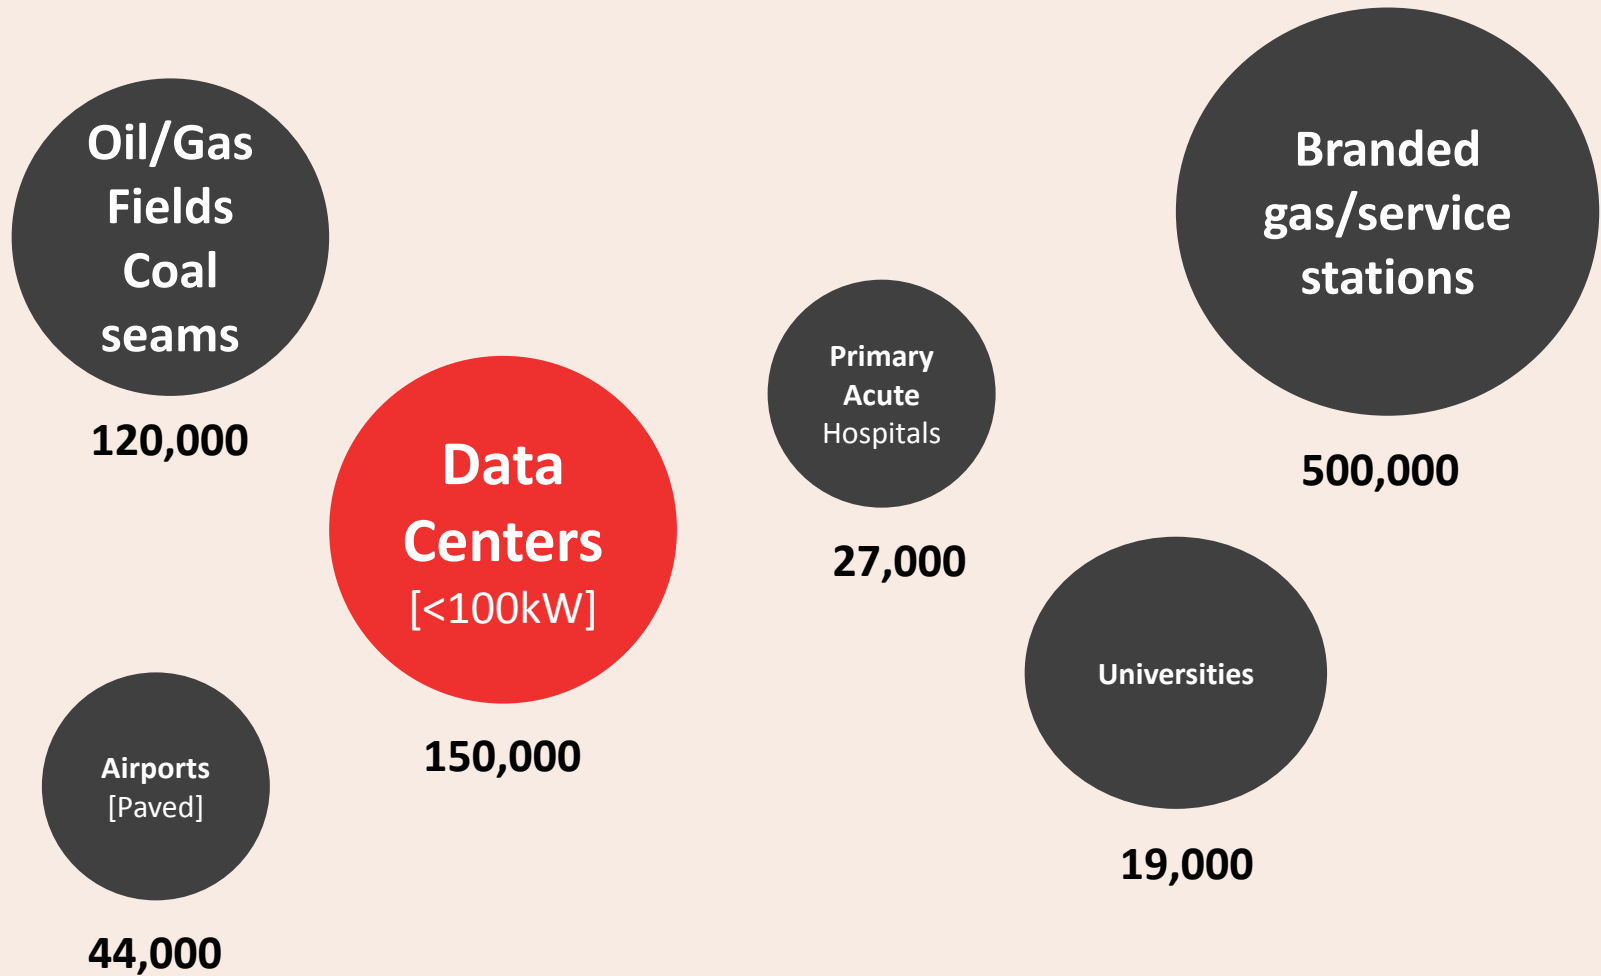 Oil/Gas
Fields
Coal
seams
120,000
Branded
gas/service
stations
500,000
Primary
Acute
Hospitals
27,000
Data
Centers
[<100kW]
150,000
Universities
19,000
Airports
[Paved]
44,000